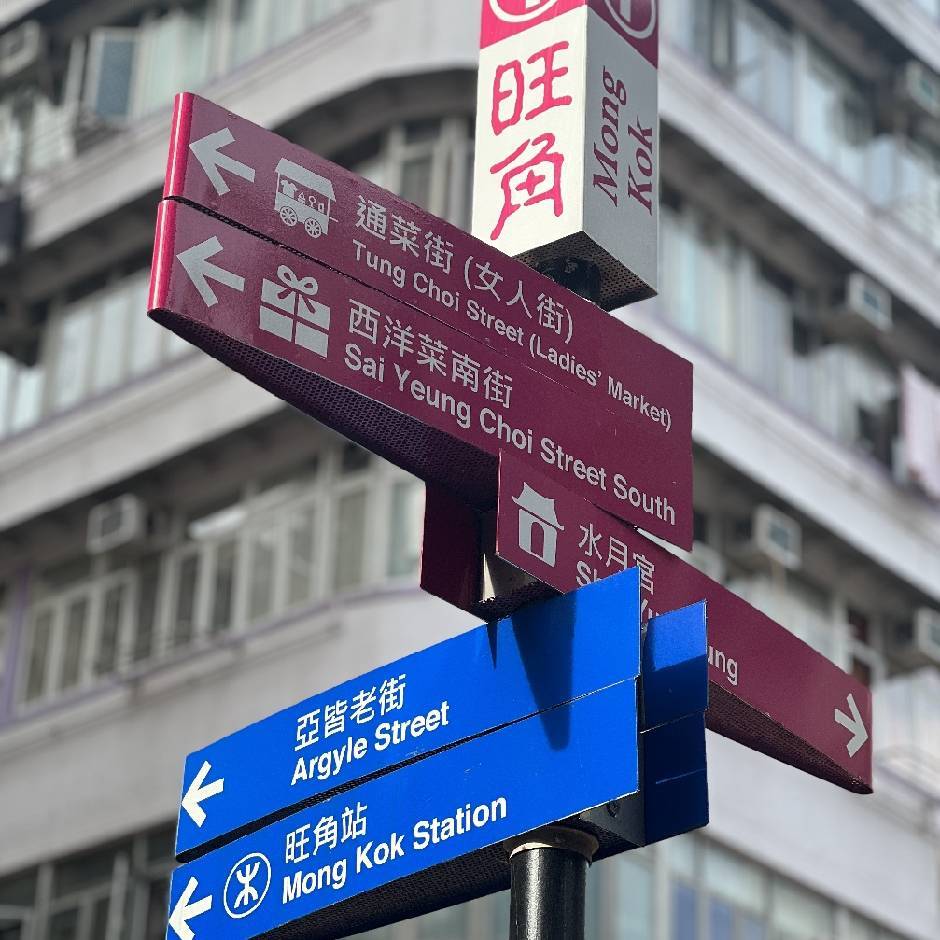 旺角
Mong
Kok
通菜街 (女人街)
Tung Choi Street (Ladies' Market)
西洋菜南街
Sai Yeung Choi Street South
水月宮
亞皆老街
Argyle Street
旺角站
Mong Kok Station